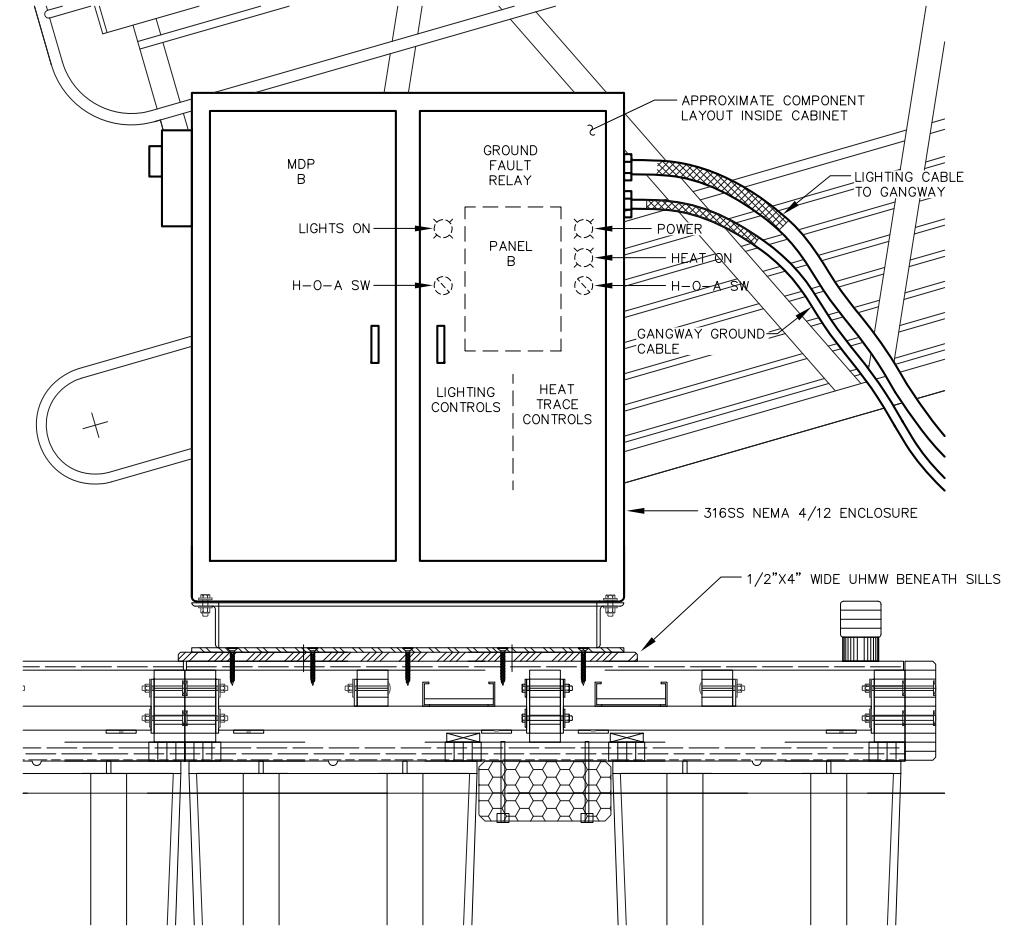 APPROXIMATE COMPONENT
LAYOUT INSIDE CABINET
MDP
B
GROUND
FAULT
RELAY
LIGHTING CABLE
TO GANGWAY
LIGHTS ON
PANEL
B
POWER
HEAT ON
H-O-A SW
H-O-A SW
GANGWAY GROUND
CABLE
LIGHTING
CONTROLS
HEAT
TRACE
CONTROLS
316SS NEMA 4/12 ENCLOSURE
1/2"X4" WIDE UHMW BENEATH SILLS